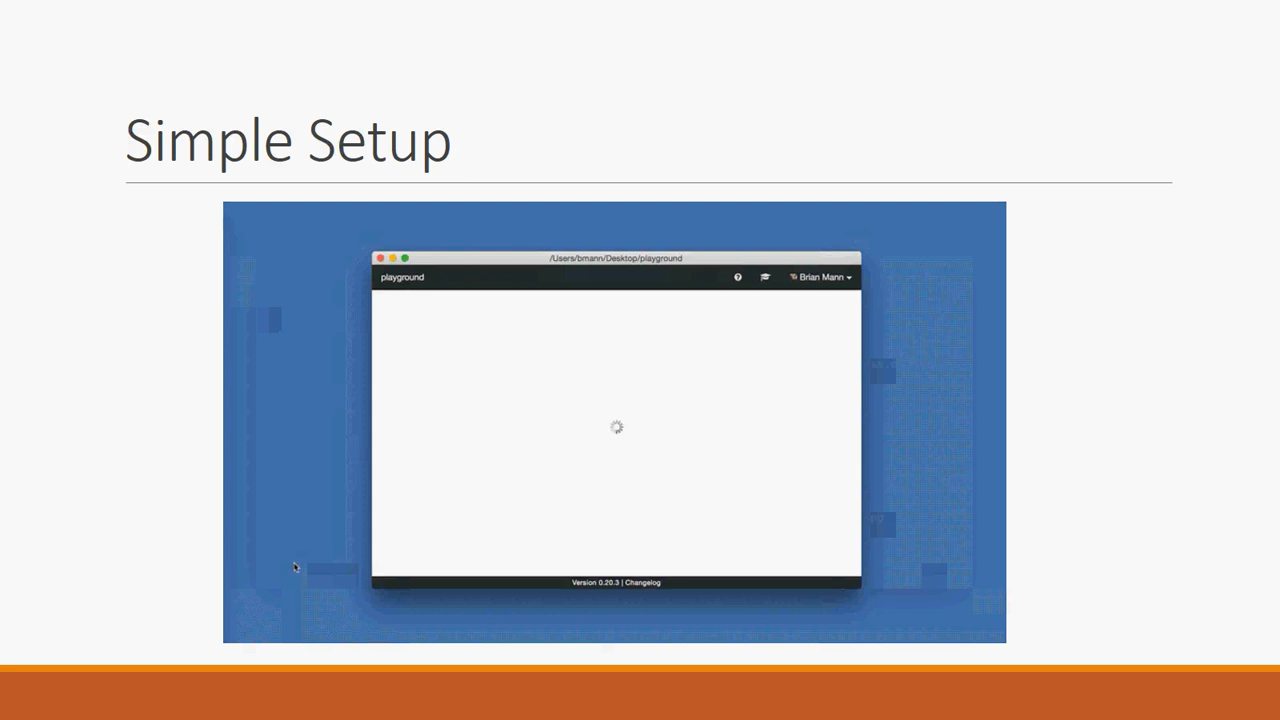 Simple Setup
/Users/bmann/Desktop/playground
playground
Brian Mann
Version 0.20.3 | Changelog